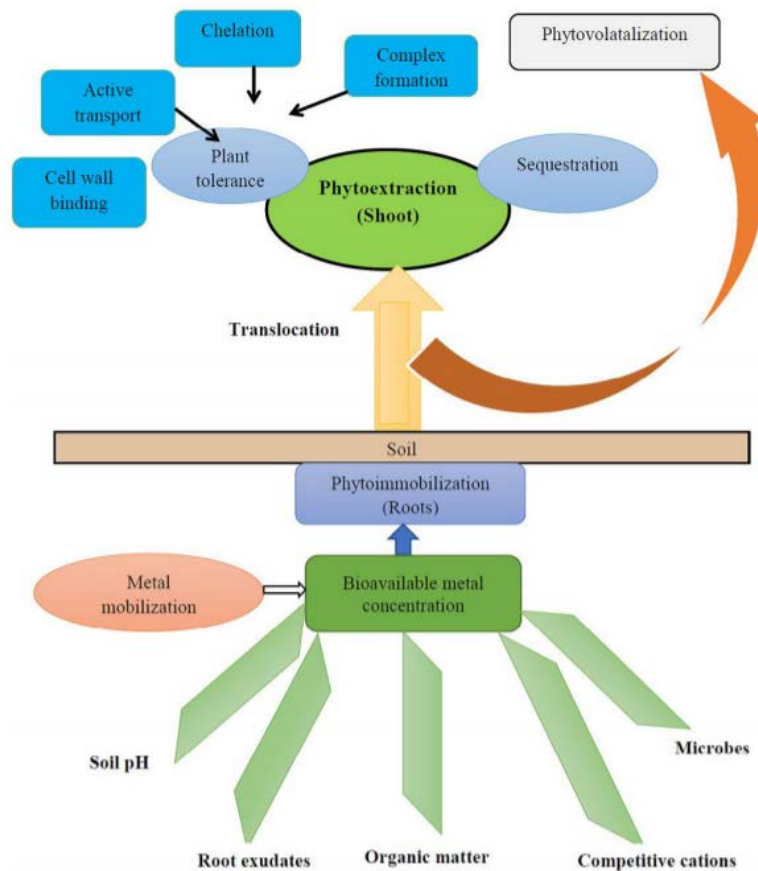 Chelation
Phytovolatalization
Complex
formation
Active
transport
Plant
tolerance
Sequestration
Cell wall
binding
Phytoextraction
(Shoot)
Translocation
Soil
Phytoimmobilization
(Roots)
Metal
mobilization
Bioavailable metal
concentration
Soil pH
Microbes
Root exudates
Organic matter
Competitive cations